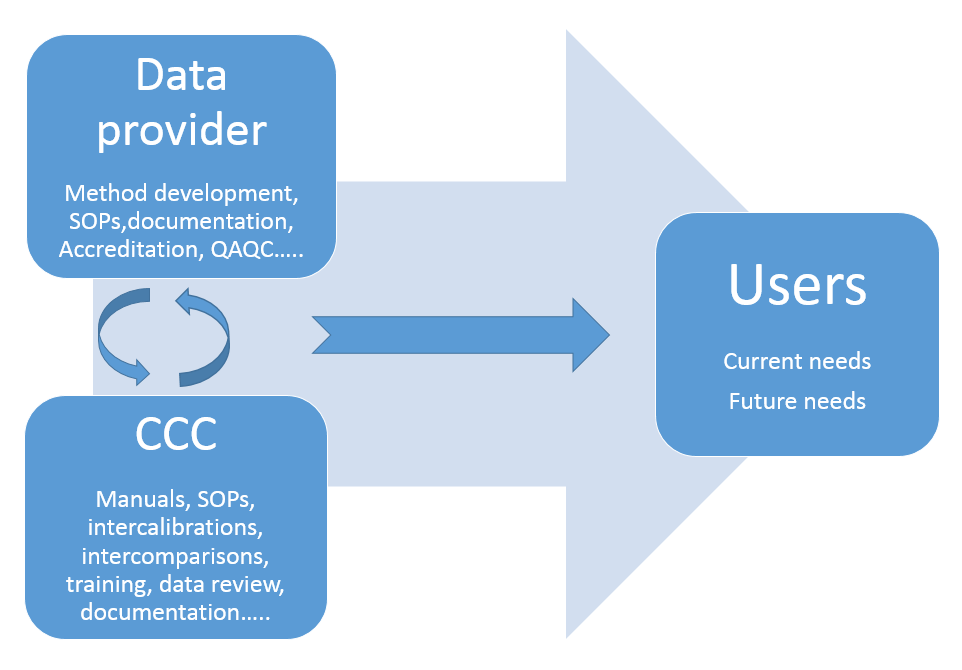 Data
provider
Method development,
SOPs,documentation,
Accreditation, QAQC.....
CCC
Manuals, SOPs,
intercalibrations,
intercomparisons,
training, data review,
documentation.....
Users
Current needs
Future needs